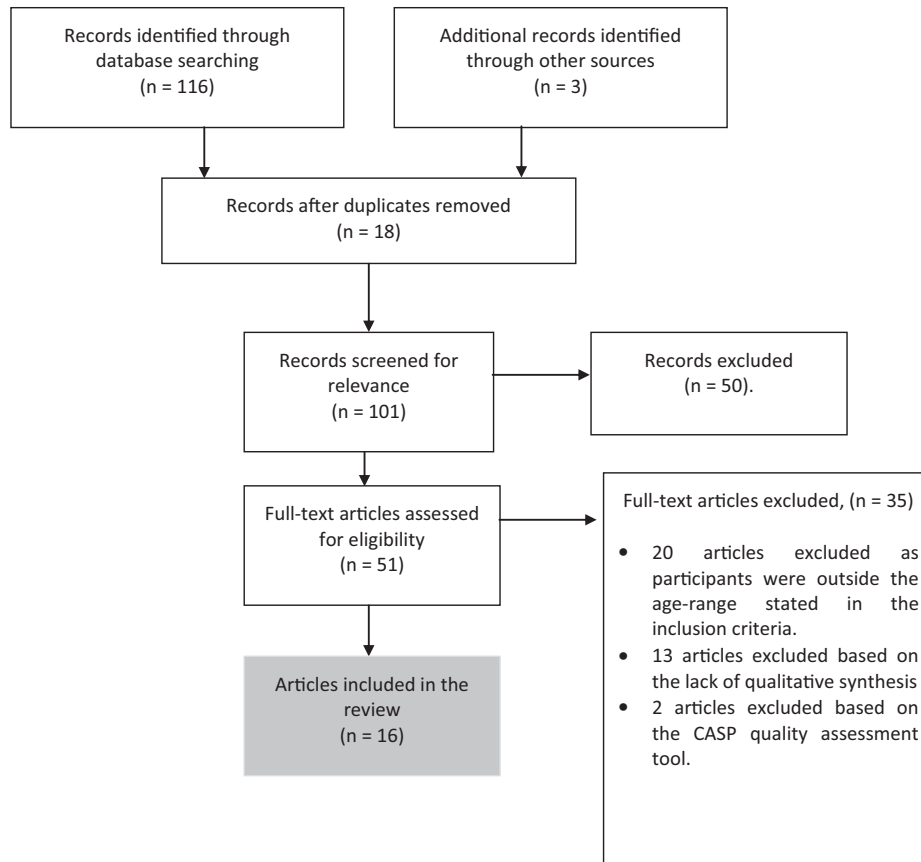 Records identified through
database searching
(n = 116)
Additional records identified
through other sources
(n = 3)
Records after duplicates removed
(n = 18)
Records screened for
relevance
(n = 101)
Records excluded
(n = 50).
Full-text articles assessed
for eligibility
(n = 51)
Full-text articles excluded, (n = 35)
• 20 articles excluded as
participants were outside the
age-range stated in the
inclusion criteria.
• 13 articles excluded based on
the lack of qualitative synthesis
• 2 articles excluded based on
the CASP quality assessment
tool.
Articles included in the
review
(n = 16)